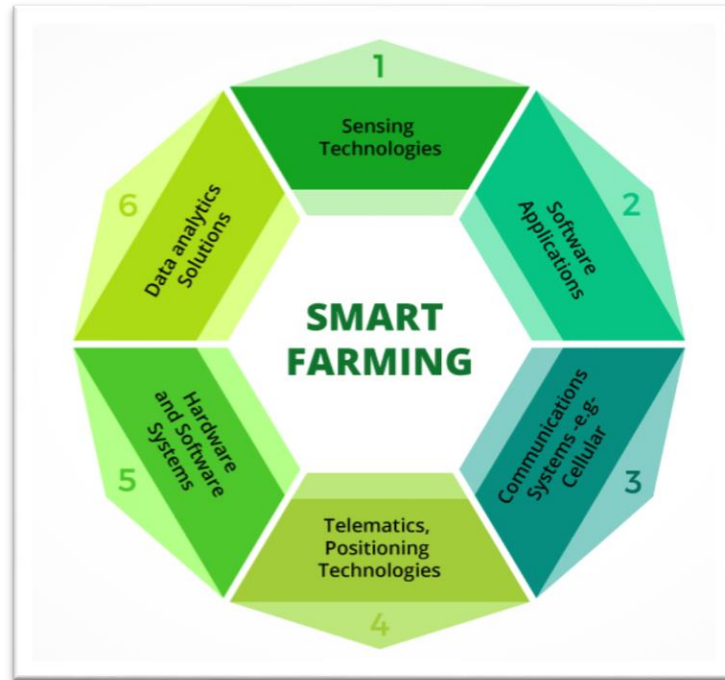 1
Sensing
Technologies
2
Software
Applications
3
Communications
Systems -e.g-
Cellular
4
Telematics,
Positioning
Technologies
5
Hardware
and Software
Systems
6
Data analytics
Solutions
SMART
FARMING